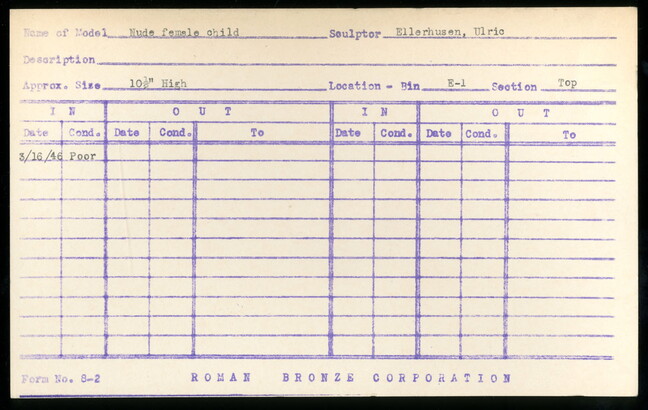 Name of Model Nude female child Sculptor Ellerhusen, Ulric
Description
Approx. Size 10½" High Location - Bin E-1 Section Top
IN OUT IN OUT
Date Cond. Date Cond. To Date Cond. Date Cond. To
3/16/46 Poor
Form No. S-2 ROMAN BRONZE CORPORATION